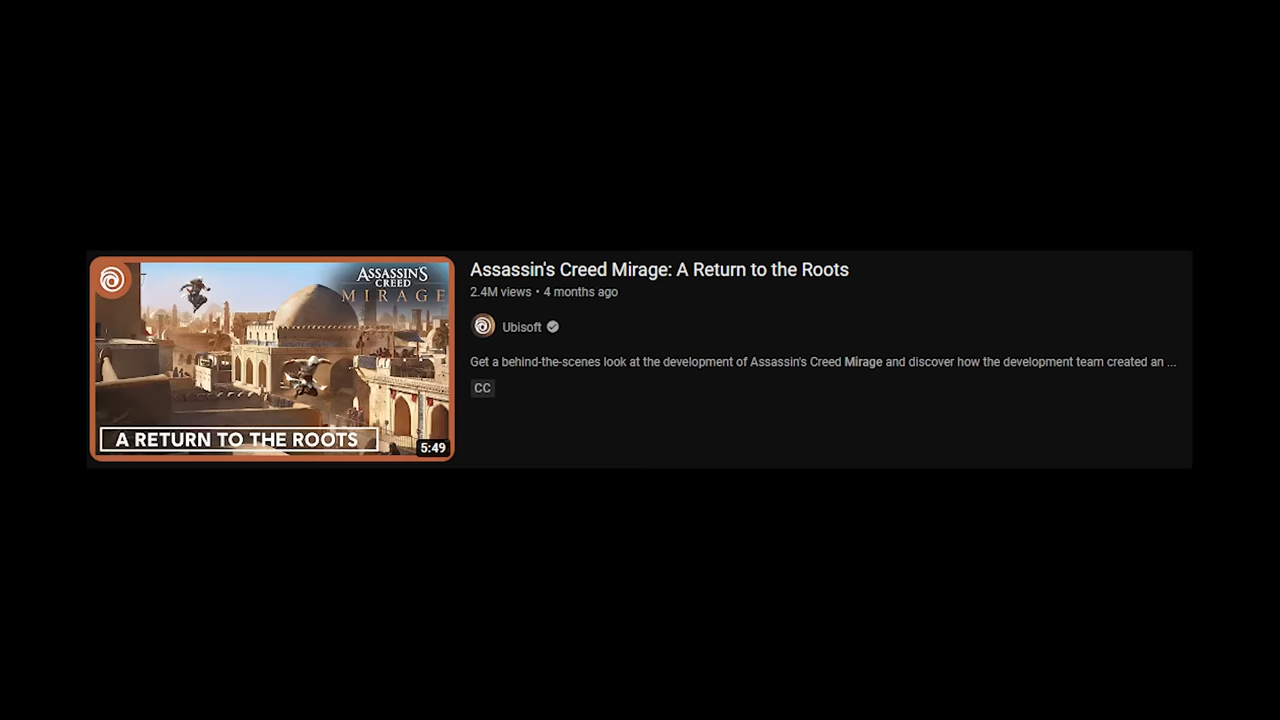 ASSASSIN'S
CREED
MIRAGE
A RETURN TO THE ROOTS
5:49
Assassin's Creed Mirage: A Return to the Roots
2.4M views • 4 months ago
Ubisoft
Get a behind-the-scenes look at the development of Assassin's Creed Mirage and discover how the development team created an ...
CC